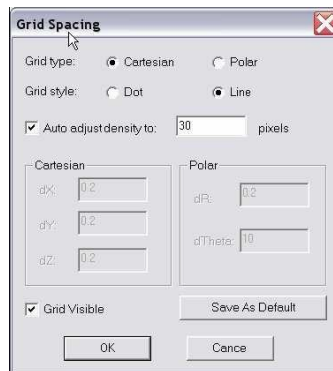 Grid Spacing
Grid type: Cartesian Polar
Grid style: Dot Line
Auto adjust density to: 30 pixels
Cartesian Polar
dX: 0.2
dR: 0.2
dY: 0.2
dTheta: 10
dZ: 0.2
Grid Visible Save As Default
OK Cance